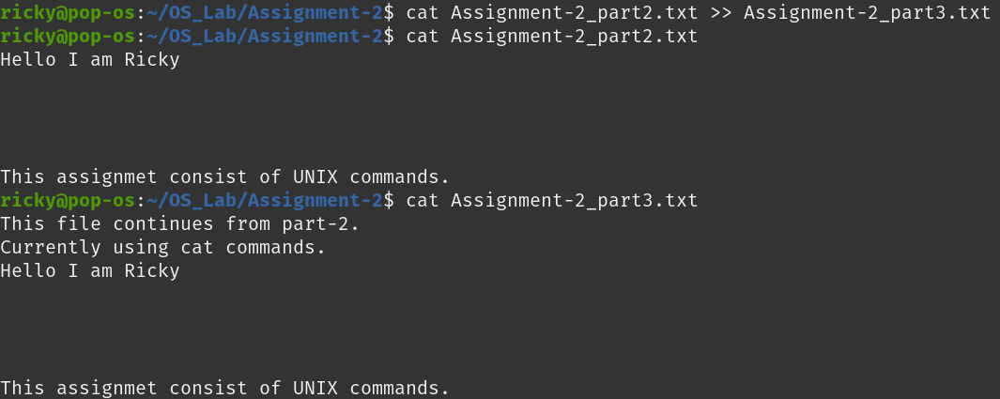 ricky@pop-os:~/OS_Lab/Assignment-2$ cat Assignment-2_part2.txt >> Assignment-2_part3.txt
ricky@pop-os:~/OS_Lab/Assignment-2$ cat Assignment-2_part2.txt
Hello I am Ricky
This assignmet consist of UNIX commands.
ricky@pop-os:~/OS_Lab/Assignment-2$ cat Assignment-2_part3.txt
This file continues from part-2.
Currently using cat commands.
Hello I am Ricky
This assignmet consist of UNIX commands.